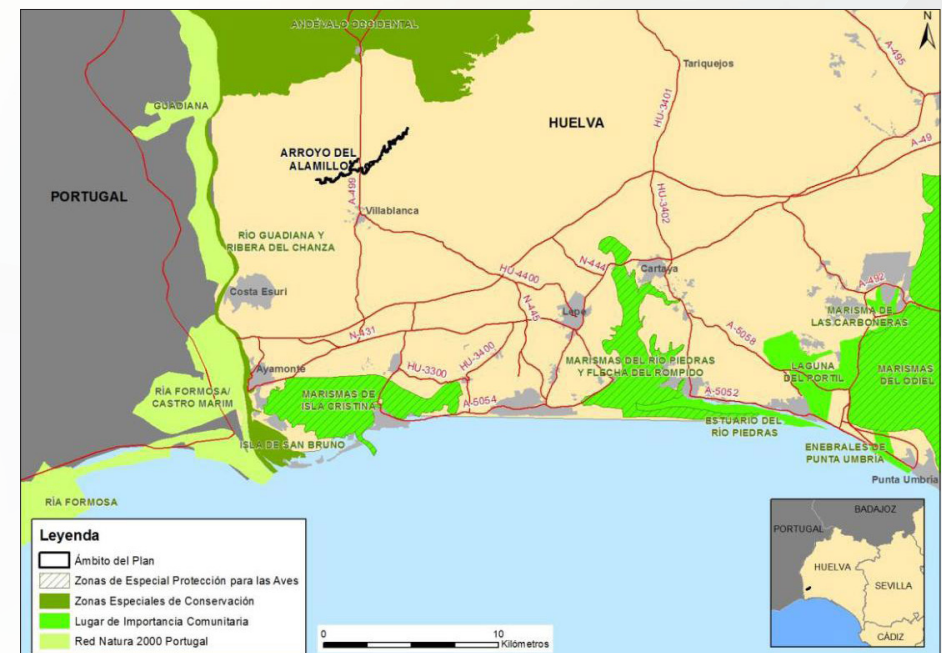 ANDÉVALO OCCIDENTAL
N
A-495
Tariquejos
GUADIANA
HU-3401
HUELVA
A-49
ARROYO DEL
ALAMILLO
PORTUGAL
A-499
Villablanca
HU-3402
RÍO GUADIANA Y
RIBERA DEL CHANZA
N-444
Cartaya
HU-4400
A-492
Costa Esuri
N-445
Lepe
MARISMA DE
LAS CARBONERAS
N-431
A-5058
Ayamonte
HU-3400
HU-3300
MARISMAS DEL RIO PIEDRAS
Y FLECHA DEL ROMPIDO
LAGUNA
DEL PORTIL
MARISMAS
DEL ODIEL
RÍA FORMOSA/
CASTRO MARIM
MARISMAS DE
ISLA CRISTINA
A-5054
A-5052
ESTUARIO DEL
RÍO PIEDRAS
ISLA DE SAN BRUNO
ENEBRALES DE
PUNTA UMBRÍA
Punta Umbría
RÍA FORMOSA
Leyenda
Ámbito del Plan
Zonas de Especial Protección para las Aves
Zonas Especiales de Conservación
Lugar de Importancia Comunitaria
Red Natura 2000 Portugal
0 10
Kilómetros
BADAJOZ
PORTUGAL
HUELVA
SEVILLA
CÁDIZ